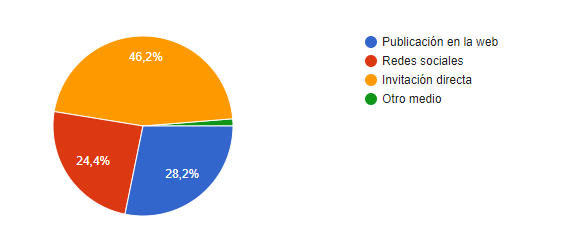 46,2%
24,4%
28,2%
Publicación en la web
Redes sociales
Invitación directa
Otro medio